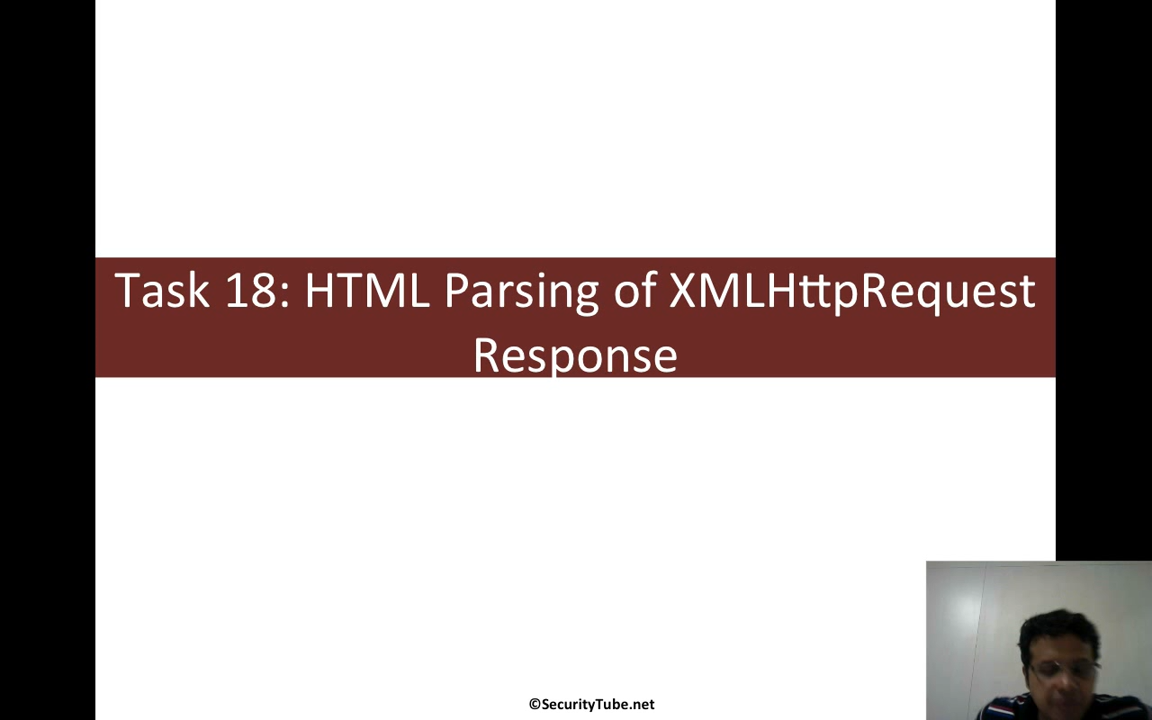 Task 18: HTML Parsing of XMLHttpRequest
Response
©SecurityTube.net